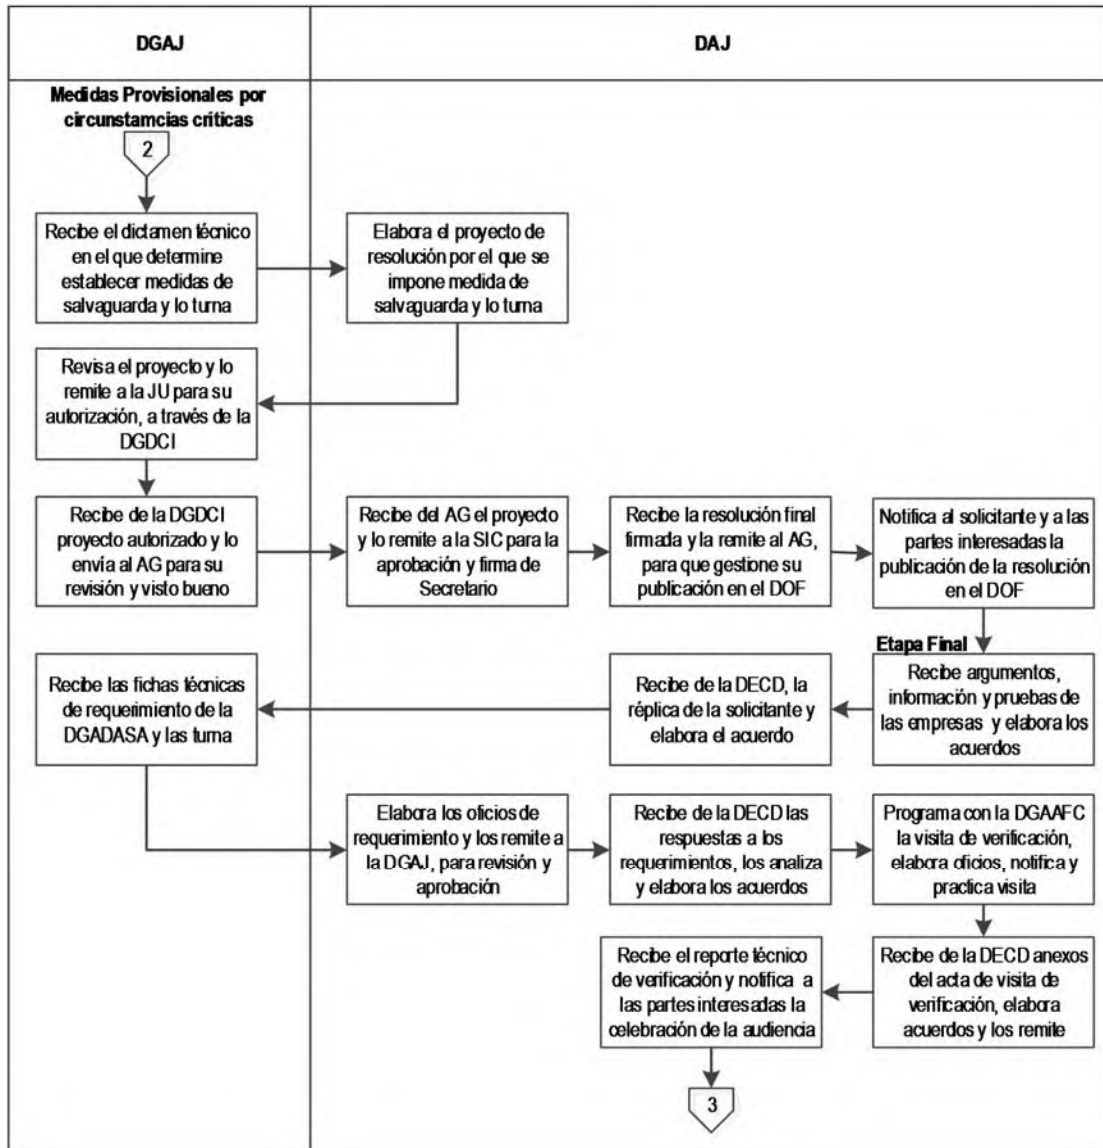 DGAJ
DAJ
Medidas Provisionales por
circunstamcias críticas
2
Recibe el dictamen técnico
en el que determine
establecer medidas de
salvaguarda y lo turna
Elabora el proyecto de
resolución por el que se
impone medida de
salvaguarda y lo turna
Revisa el proyecto y lo
remite a la JU para su
autorización, a través de la
DGDCI
Recibe de la DGDCI
proyecto autorizado y lo
envía al AG para su
revisión y visto bueno
Recibe del AG el proyecto
y lo remite a la SIC para la
aprobación y firma de
Secretario
Recibe la resolución final
firmada y la remite al AG,
para que gestione su
publicación en el DOF
Notifica al solicitante y a las
partes interesadas la
publicación de la resolución
en el DOF
Etapa Final
Recibe argumentos,
información y pruebas de
las empresas y elabora los
acuerdos
Recibe de la DECD, la
réplica de la solicitante y
elabora el acuerdo
Recibe las fichas técnicas
de requerimiento de la
DGADASA y las turna
Elabora los oficios de
requerimiento y los remite a
la DGAJ, para revisión y
aprobación
Recibe de la DECD las
respuestas a los
requerimientos, los analiza
y elabora los acuerdos
Programa con la DGAAFC
la visita de verificación,
elabora oficios, notifica y
practica visita
Recibe de la DECD anexos
del acta de visita de
verificación, elabora
acuerdos y los remite
Recibe el reporte técnico
de verificación y notifica a
las partes interesadas la
celebración de la audiencia
3